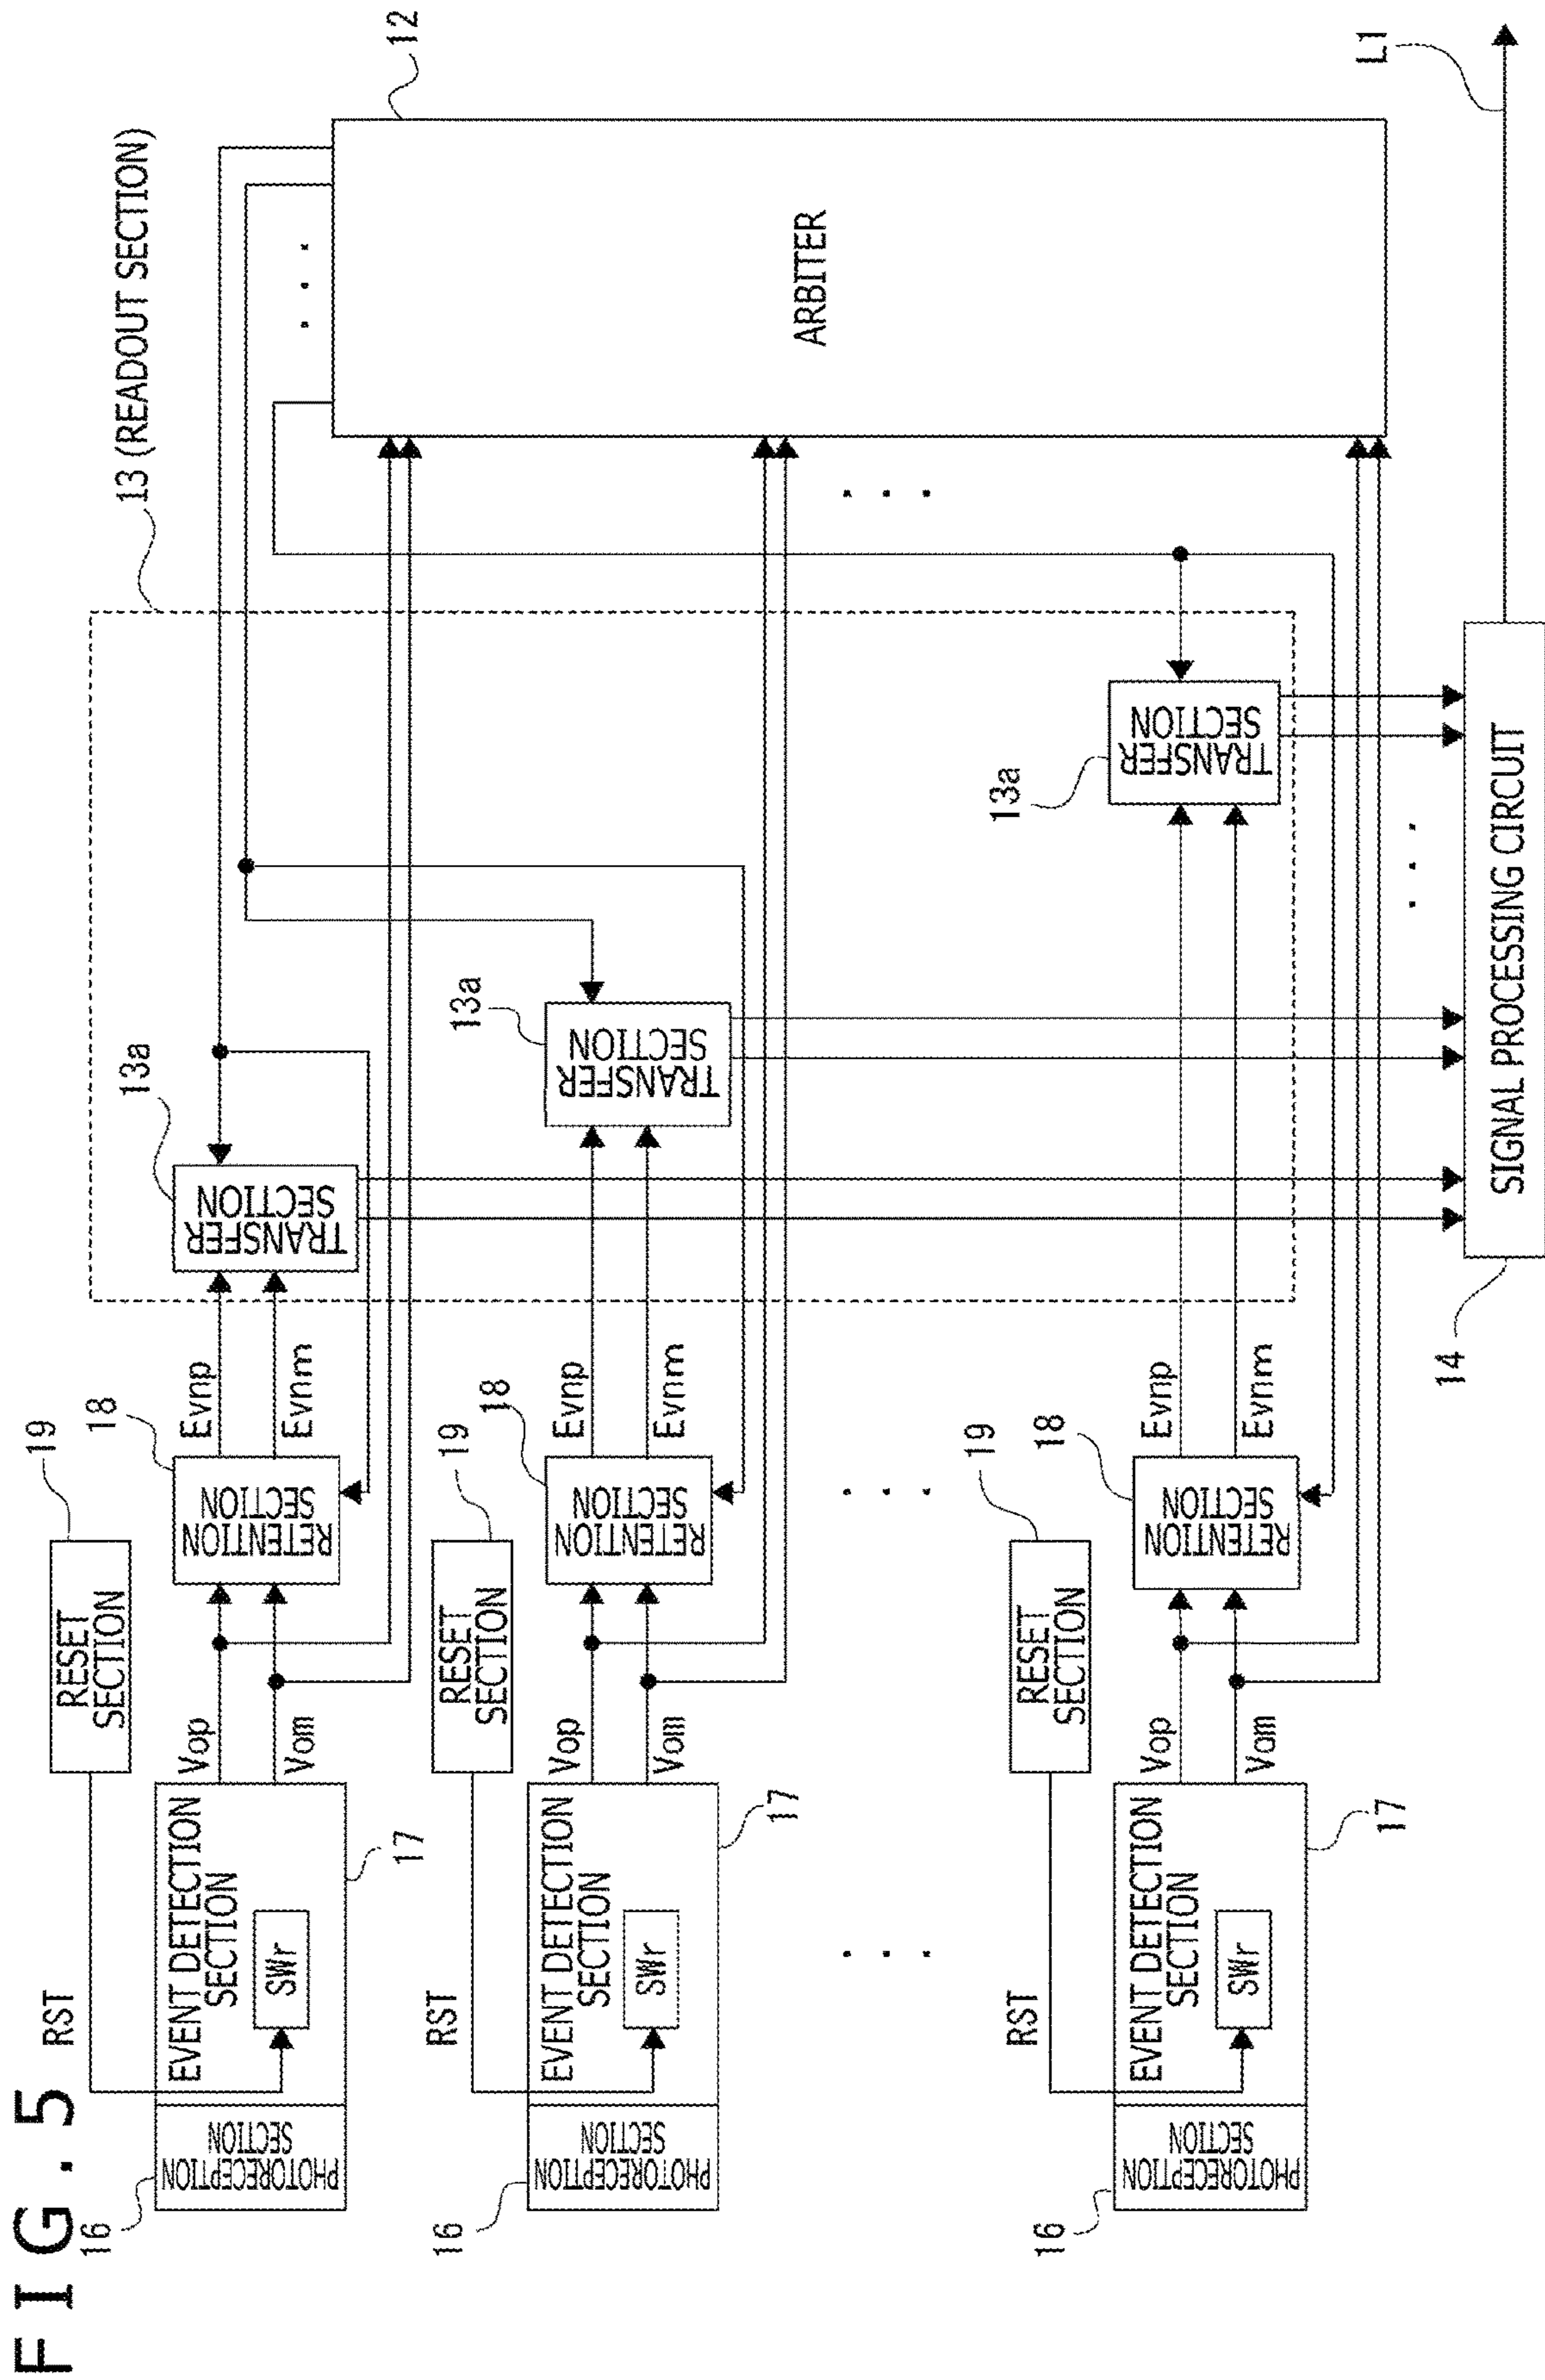 FIG. 5
13 (READOUT SECTION)
12
19
RESET
SECTION
RST
16
PHOTORECEPTION
SECTION
EVENT DETECTION
SECTION
SWr
17
Vop
Vom
18
RETENTION
SECTION
Evnp
Evnm
13a
TRANSFER
SECTION
19
RESET
SECTION
RST
16
PHOTORECEPTION
SECTION
EVENT DETECTION
SECTION
SWr
17
Vop
Vom
18
RETENTION
SECTION
Evnp
Evnm
13a
TRANSFER
SECTION
ARBITER
. . .
. . .
. . .
. . .
19
RESET
SECTION
RST
16
PHOTORECEPTION
SECTION
EVENT DETECTION
SECTION
SWr
17
Vop
Vom
18
RETENTION
SECTION
Evnp
Evnm
13a
TRANSFER
SECTION
. . .
14
SIGNAL PROCESSING CIRCUIT
L1